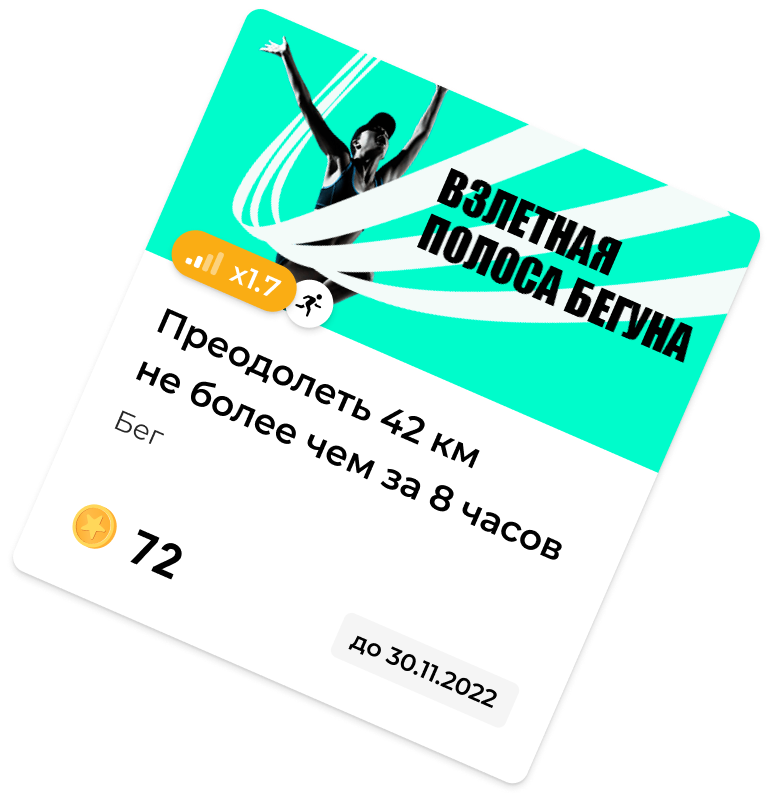 ВЗЛЕТНАЯ
ПОЛОСА БЕГУНА
x1.7
Преодолеть 42 км
не более чем за 8 часов
Бег
72
до 30.11.2022